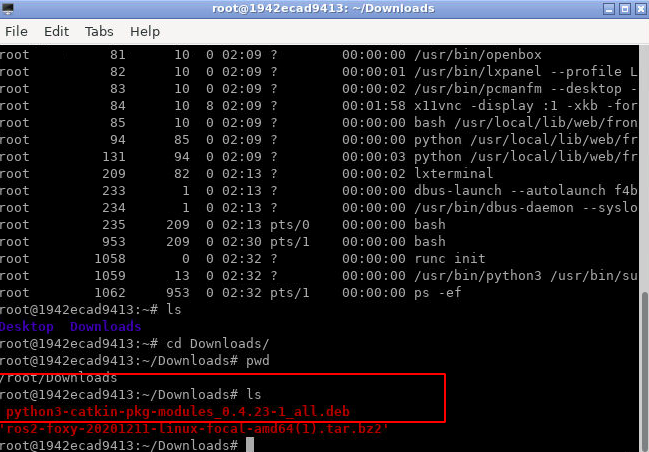 root@1942ecad9413: ~/Downloads
File Edit Tabs Help
root 81 10 0 02:09 ? 00:00:00 /usr/bin/openbox
root 82 10 0 02:09 ? 00:00:01 /usr/bin/lxpanel --profile L
root 83 10 0 02:09 ? 00:00:02 /usr/bin/pcmanfm --desktop -
root 84 10 8 02:09 ? 00:01:58 x11vnc -display :1 -xkb -for
root 85 10 0 02:09 ? 00:00:00 bash /usr/local/lib/web/fron
root 94 85 0 02:09 ? 00:00:00 python /usr/local/lib/web/fr
root 131 94 0 02:09 ? 00:00:03 python /usr/local/lib/web/fr
root 209 82 0 02:13 ? 00:00:02 lxterminal
root 233 1 0 02:13 ? 00:00:00 dbus-launch --autolaunch f4b
root 234 1 0 02:13 ? 00:00:00 /usr/bin/dbus-daemon --syslo
root 235 209 0 02:13 pts/0 00:00:00 bash
root 953 209 0 02:30 pts/1 00:00:00 bash
root 1058 0 0 02:32 ? 00:00:00 runc init
root 1059 13 0 02:32 ? 00:00:00 /usr/bin/python3 /usr/bin/su
root 1062 953 0 02:32 pts/1 00:00:00 ps -ef
root@1942ecad9413:~# ls
Desktop Downloads
root@1942ecad9413:~# cd Downloads/
root@1942ecad9413:~/Downloads# pwd
/root/Downloads
root@1942ecad9413:~/Downloads# ls
python3-catkin-pkg-modules_0.4.23-1_all.deb
'ros2-foxy-20201211-linux-focal-amd64(1).tar.bz2'
root@1942ecad9413:~/Downloads#